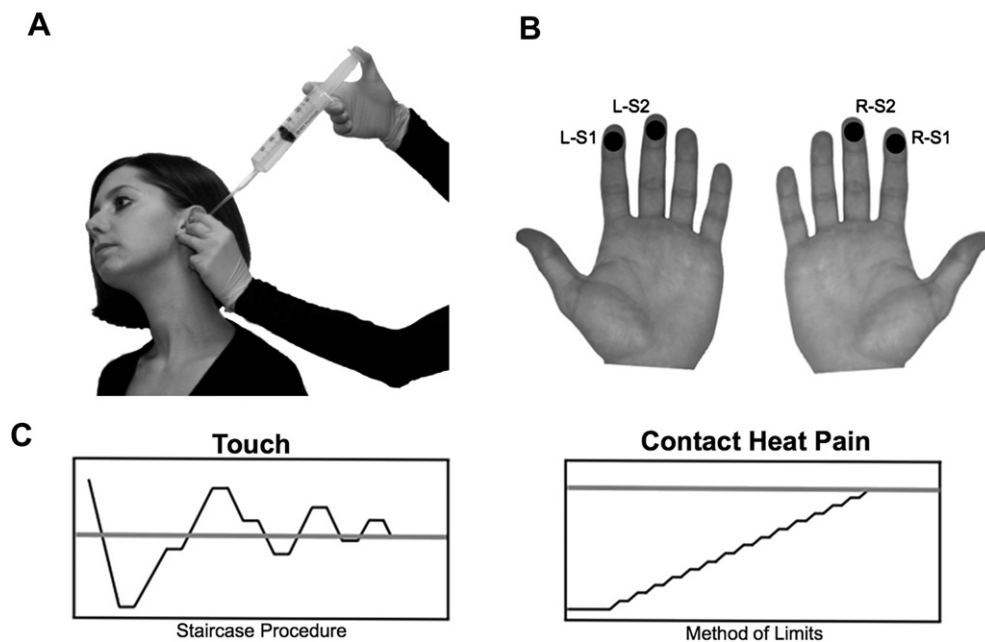 A
B
L-S2
R-S2
L-S1
R-S1
C
Touch
Contact Heat Pain
Staircase Procedure
Method of Limits